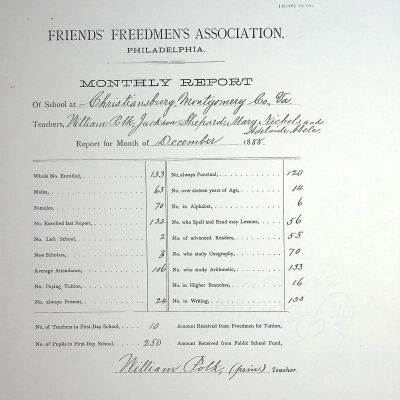 FRIENDS' FREEDMEN'S ASSOCIATION,
PHILADELPHIA.
MONTHLY REPORT
Of School at Christiansburg, Montgomery Co., Va.
Teachers, William Polk, Jackson Shepard, Mary Nichols and
Adelaide Abele.
Report for Month of December 1888.
Whole No. Enrolled, 133
Males, 63
Females, 70
No. Enrolled last Report, 132
No. Left School, 2
New Scholars, 3
Average Attendance, 106
No. Paying Tuition,
No. always Present, 24
No. always Punctual, 120
No. over sixteen years of Age, 14
No. in Alphabet, 6
No. who Spell and Read easy Lessons, 56
No. of advanced Readers, 55
No. who study Geography, 70
No. who study Arithmetic, 133
No. in Higher Branches, 16
No. in Writing, 133
No. of Teachers in First-Day School, 10
Amount Received from Freedmen for Tuition,
No. of Pupils in First-Day School, 250
Amount Received from Public School Fund,
William Polk, (prin), Teacher.